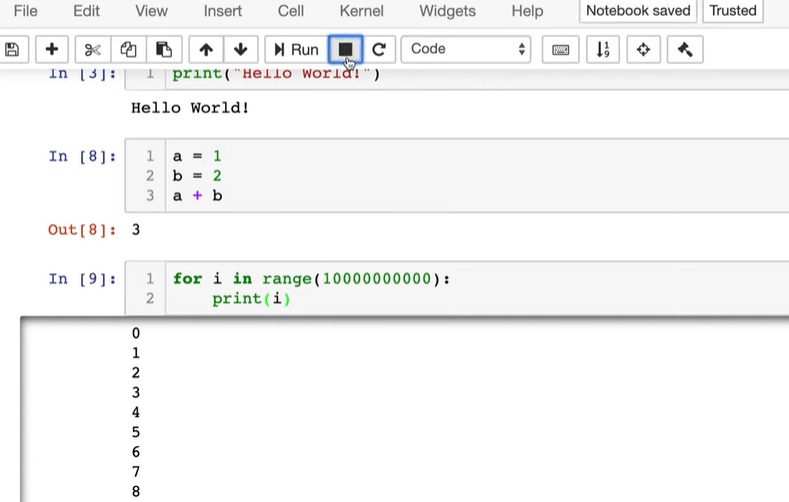 File Edit View Insert Cell Kernel Widgets Help Notebook saved Trusted
Run Code
In [3]: 1 print("Hello World!")
Hello World!
In [8]: 1 a = 1
2 b = 2
3 a + b
Out[8]: 3
In [9]: 1 for i in range(10000000000):
2 print(i)
0
1
2
3
4
5
6
7
8